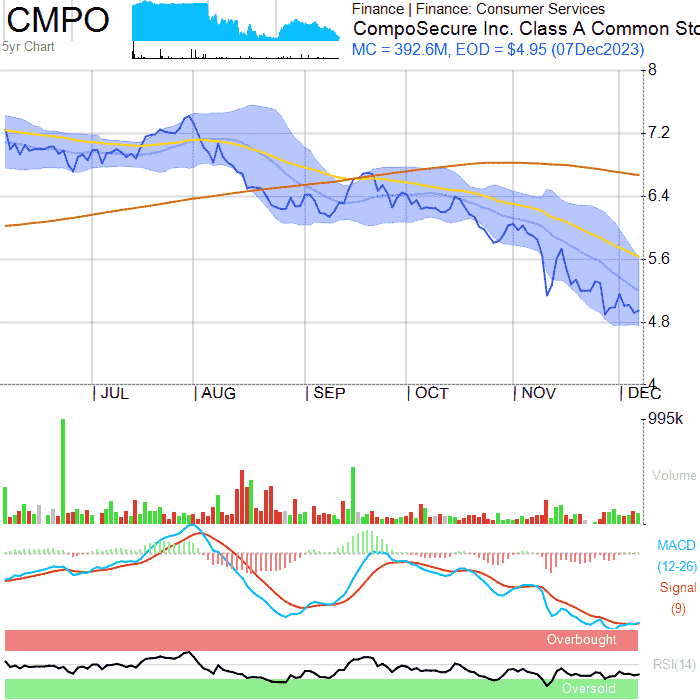 CMPO
5yr Chart
Finance | Finance: Consumer Services
CompoSecure Inc. Class A Common Sto
MC = 392.6M, EOD = $4.95 (07Dec2023)
8
7.2
6.4
5.6
4.8
4
JUL
AUG
SEP
OCT
NOV
DEC
995k
Volume
MACD
(12-26)
Signal
(9)
Overbought
RSI(14)
Oversold